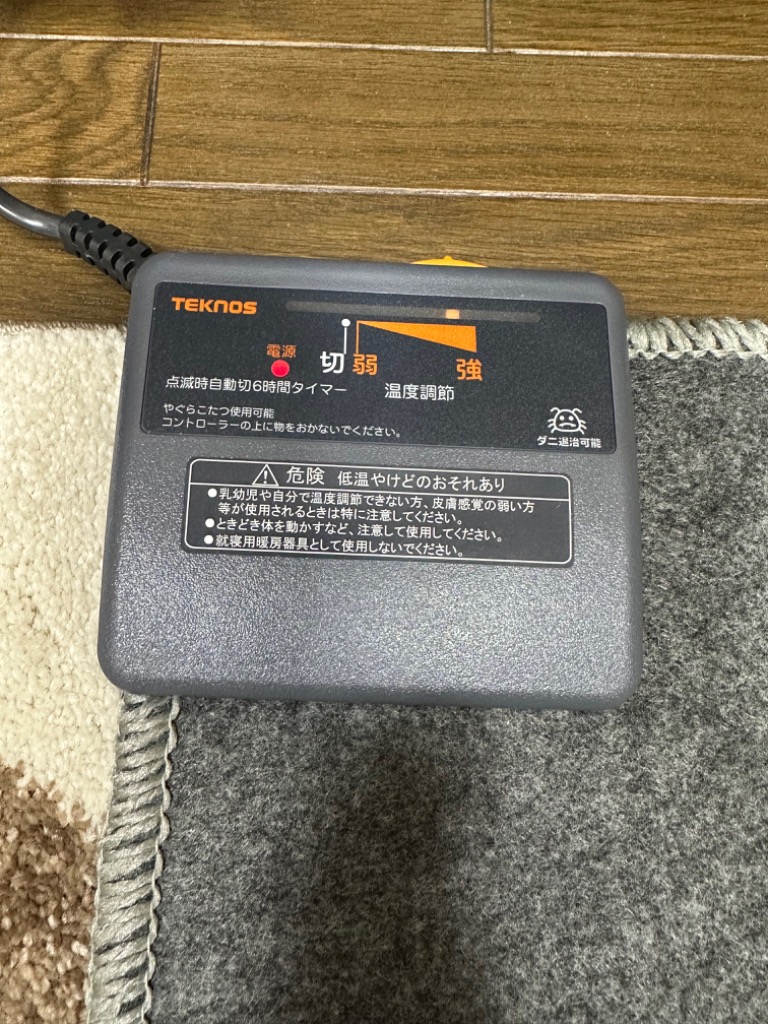 TEKNOS
電源
切 弱 強
点滅時自動切6時間タイマー 温度調節
やぐらこたつ使用可能
コントローラーの上に物をおかないでください。
ダニ退治可能
危険 低温やけどのおそれあり
●乳幼児や自分で温度調節できない方、皮膚感覚の弱い方
等が使用されるときは特に注意してください。
●ときどき体を動かすなど、注意して使用してください。
●就寝用暖房器具として使用しないでください。